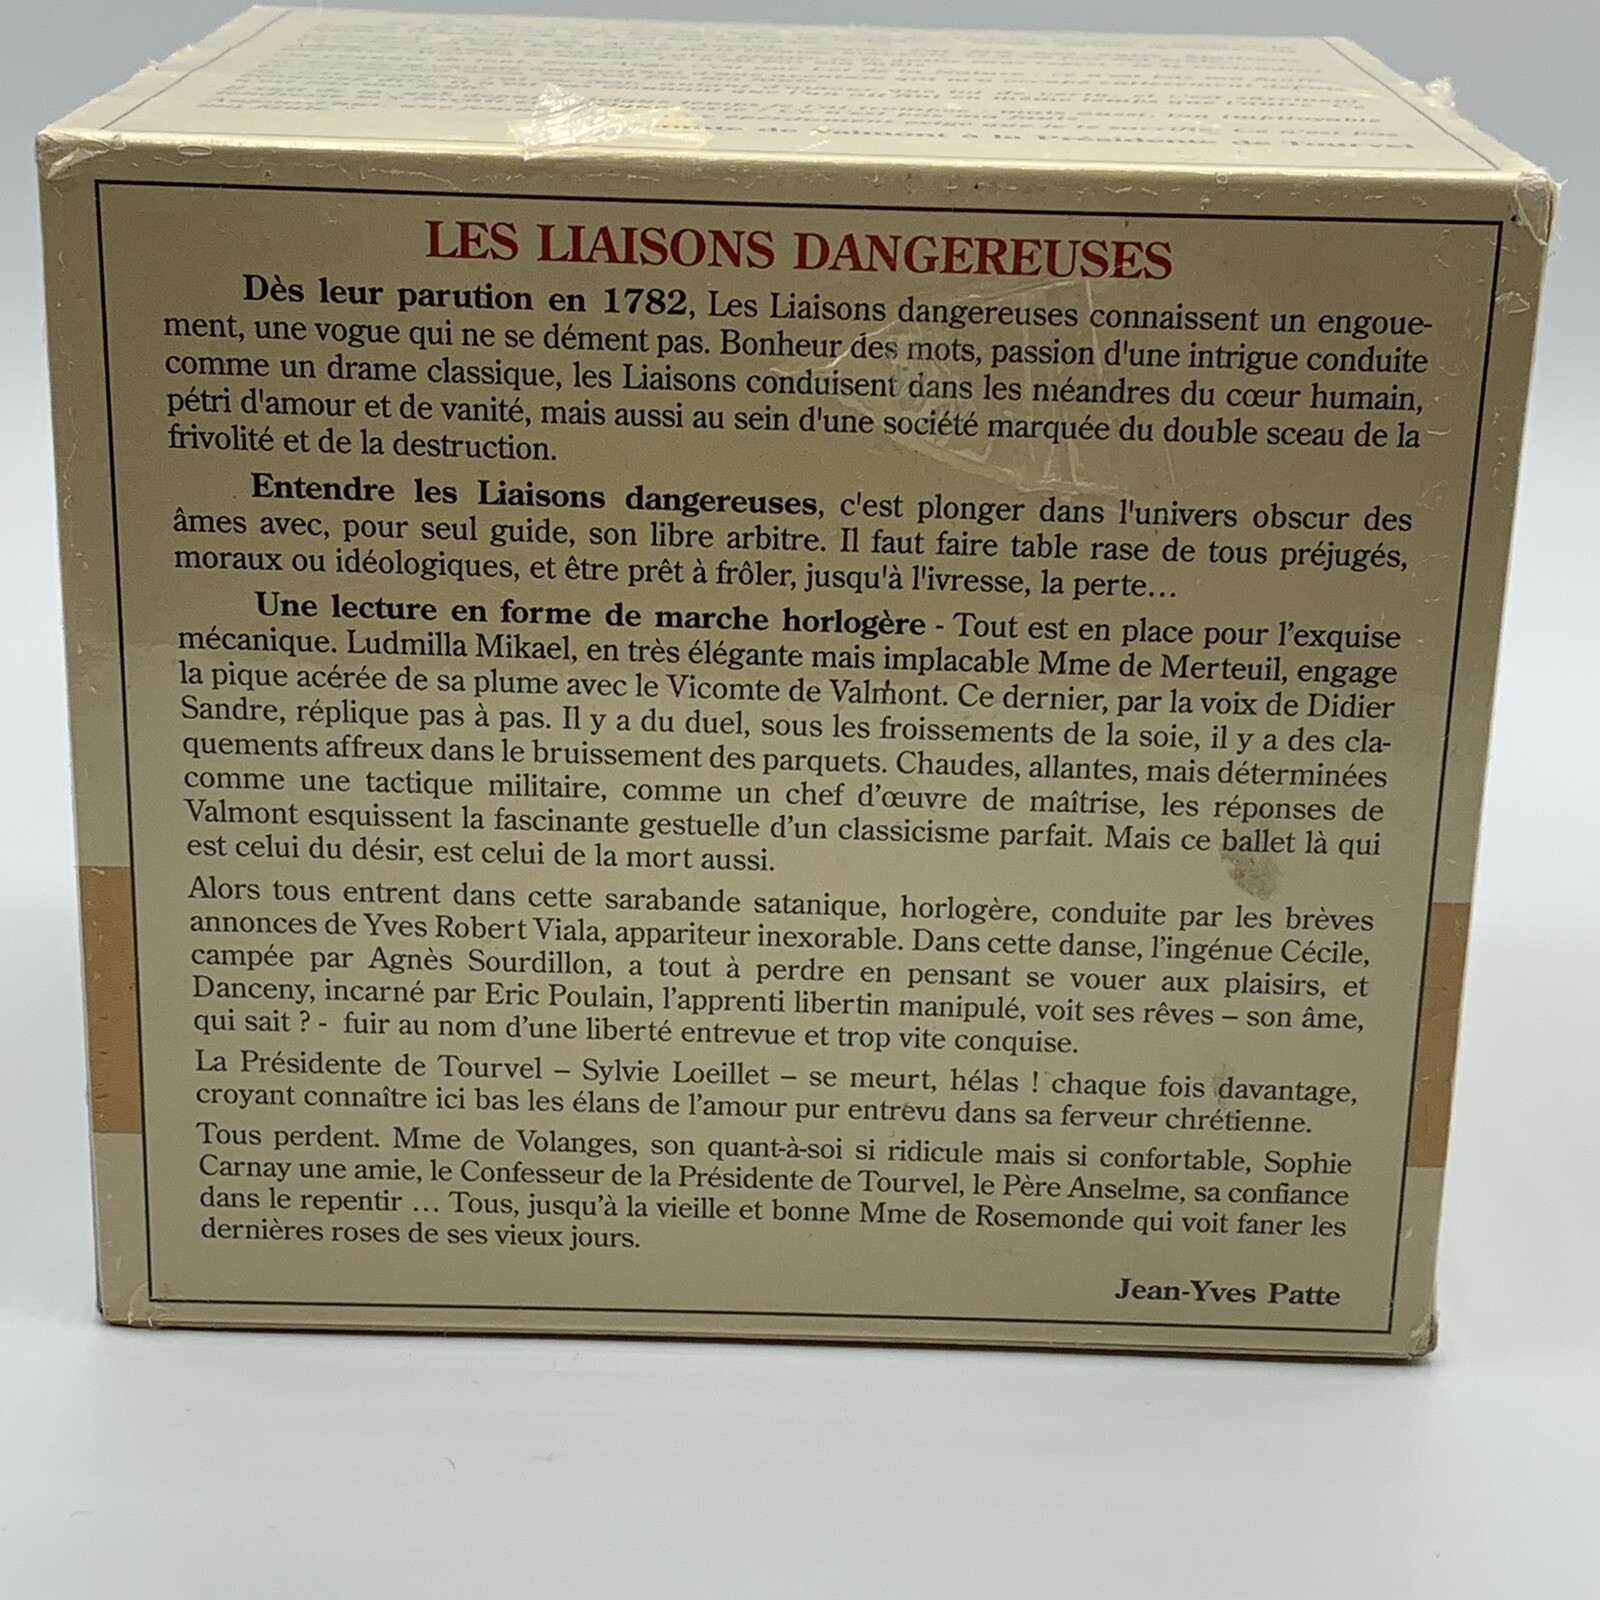 Valmont à la Présidente de Tourvel
LES LIAISONS DANGEREUSES
Dès leur parution en 1782, Les Liaisons dangereuses connaissent un engoue-
ment, une vogue qui ne se dément pas. Bonheur des mots, passion d'une intrigue conduite
comme un drame classique, les Liaisons conduisent dans les méandres du cœur humain,
pétri d'amour et de vanité, mais aussi au sein d'une société marquée du double sceau de la
frivolité et de la destruction.
Entendre les Liaisons dangereuses, c'est plonger dans l'univers obscur des
âmes avec, pour seul guide, son libre arbitre. Il faut faire table rase de tous préjugés,
moraux ou idéologiques, et être prêt à frôler, jusqu'à l'ivresse, la perte...
Une lecture en forme de marche horlogère - Tout est en place pour l'exquise
mécanique. Ludmilla Mikael, en très élégante mais implacable Mme de Merteuil, engage
la pique acérée de sa plume avec le Vicomte de Valmont. Ce dernier, par la voix de Didier
Sandre, réplique pas à pas. Il y a du duel, sous les froissements de la soie, il y a des cla-
quements affreux dans le bruissement des parquets. Chaudes, allantes, mais déterminées
comme une tactique militaire, comme un chef d'œuvre de maîtrise, les réponses de
Valmont esquissent la fascinante gestuelle d'un classicisme parfait. Mais ce ballet là qui
est celui du désir, est celui de la mort aussi.
Alors tous entrent dans cette sarabande satanique, horlogère, conduite par les brèves
annonces de Yves Robert Viala, appariteur inexorable. Dans cette danse, l'ingénue Cécile,
campée par Agnès Sourdillon, a tout à perdre en pensant se vouer aux plaisirs, et
Danceny, incarné par Eric Poulain, l'apprenti libertin manipulé, voit ses rêves – son âme,
qui sait ? - fuir au nom d'une liberté entrevue et trop vite conquise.
La Présidente de Tourvel – Sylvie Loeillet – se meurt, hélas ! chaque fois davantage,
croyant connaître ici bas les élans de l'amour pur entrevu dans sa ferveur chrétienne.
Tous perdent. Mme de Volanges, son quant-à-soi si ridicule mais si confortable, Sophie
Carnay une amie, le Confesseur de la Présidente de Tourvel, le Père Anselme, sa confiance
dans le repentir ... Tous, jusqu'à la vieille et bonne Mme de Rosemonde qui voit faner les
dernières roses de ses vieux jours.
Jean-Yves Patte